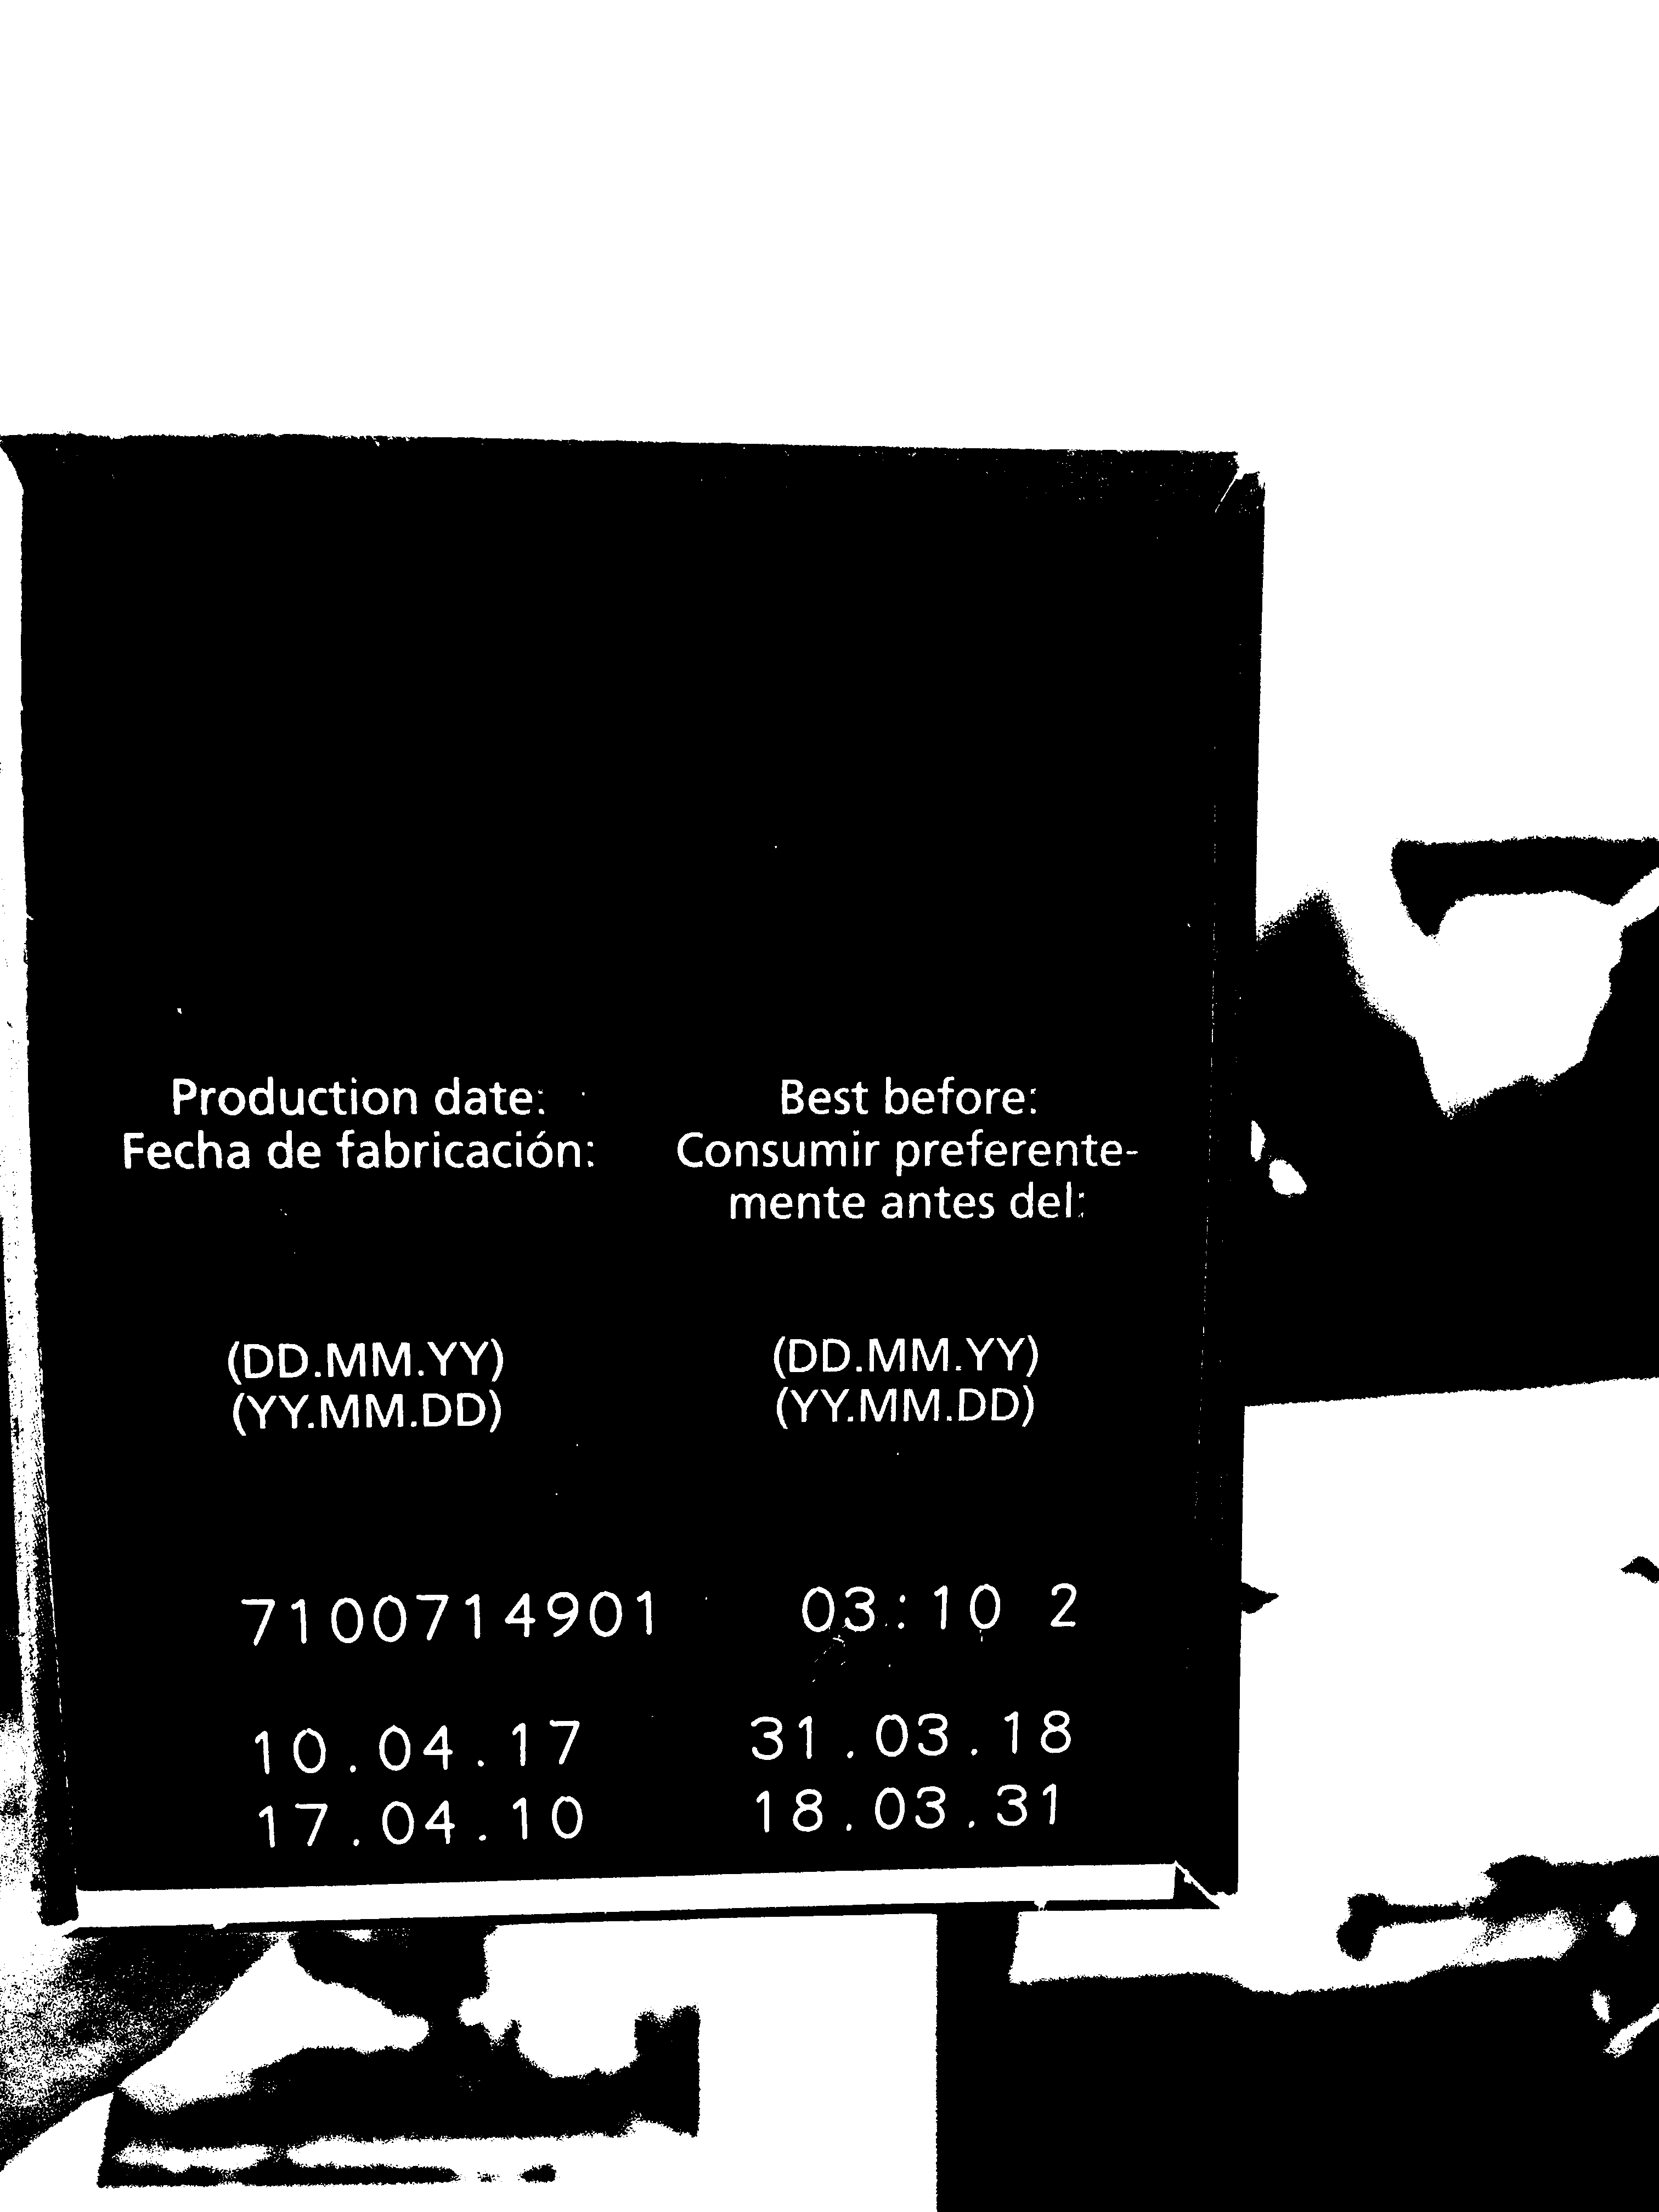 Production date:
Fecha de fabricación:
Best before:
Consumir preferente-
mente antes del:
(DD.MM.YY)
(YY.MM.DD)
(DD.MM.YY)
(YY.MM.DD)
7100714901 03:10 2
10.04.17 31.03.18
17.04.10 18.03.31